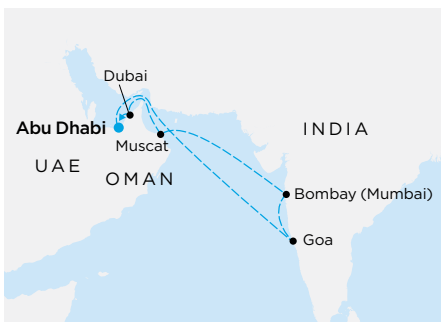 Dubai
Abu Dhabi
INDIA
Muscat
UAE
OMAN
Bombay (Mumbai)
Goa